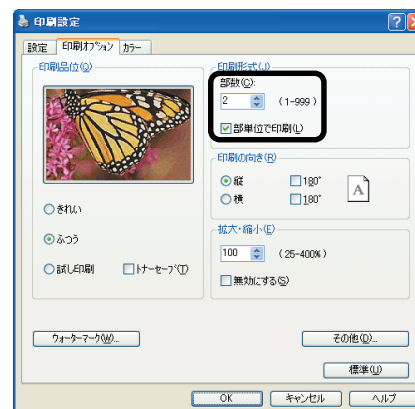 印刷設定
設定 印刷オプション カラー
印刷品位(Q)
きれい
ふつう
試し印刷 トナーセーブ(T)
印刷形式(J)
部数(C):
2 (1-999)
部単位で印刷(L)
印刷の向き(R)
縦 180°
横 180°
A
拡大・縮小(E)
100 (25-400%)
無効にする(S)
ウォーターマーク(W)... その他(D)...
標準(U)
OK キャンセル ヘルプ